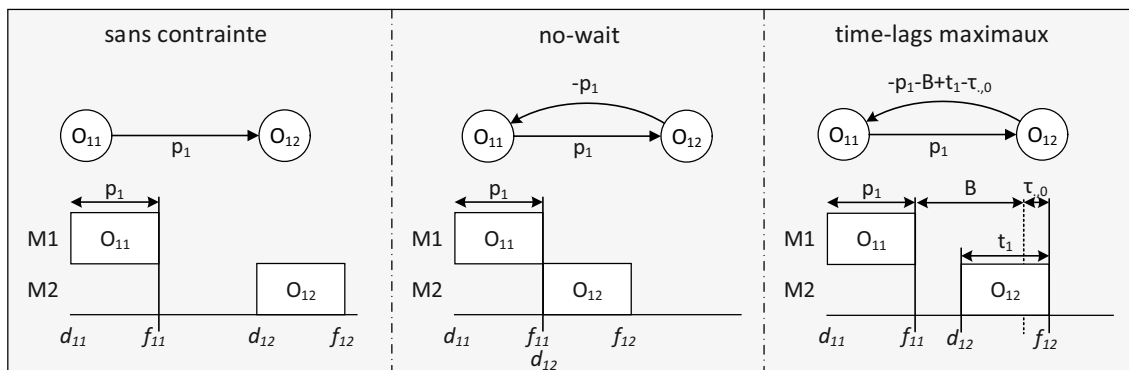 sans contrainte
O11
p1
O12
p1
M1
O11
M2
O12
d11
f11
d12
f12
no-wait
-p1
O11
p1
O12
p1
M1
O11
M2
O12
d11
f11
d12
f12
time-lags maximaux
-p1-B+t1-τ.,0
O11
p1
O12
p1
B
τ.,0
M1
O11
t1
M2
O12
d11
f11
d12
f12